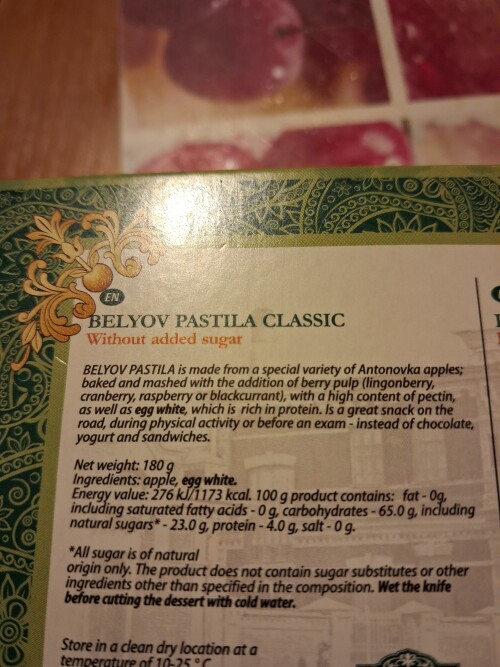 EN
BELYOV PASTILA CLASSIC
Without added sugar
BELYOV PASTILA is made from a special variety of Antonovka apples;
baked and mashed with the addition of berry pulp (lingonberry,
cranberry, raspberry or blackcurrant), with a high content of pectin,
as well as egg white, which is rich in protein. Is a great snack on the
road, during physical activity or before an exam - instead of chocolate,
yogurt and sandwiches.
Net weight: 180 g
Ingredients: apple, egg white.
Energy value: 276 kJ/1173 kcal. 100 g product contains: fat - 0g,
including saturated fatty acids - 0 g, carbohydrates - 65.0 g, including
natural sugars* - 23.0 g, protein - 4.0 g, salt - 0 g.
*All sugar is of natural
origin only. The product does not contain sugar substitutes or other
ingredients other than specified in the composition. Wet the knife
before cutting the dessert with cold water.
Store in a clean dry location at a
temperature of 10-25 °C